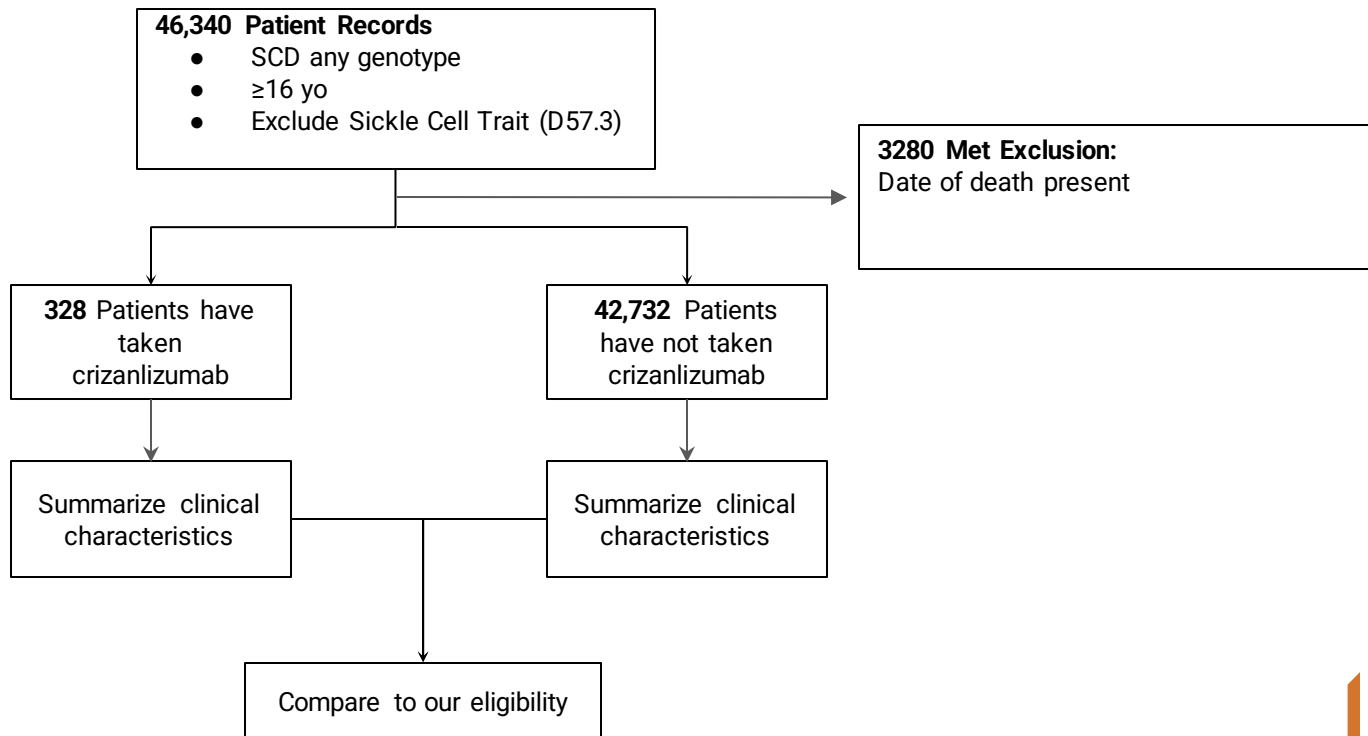 46,340 Patient Records
● SCD any genotype
● ≥16 yo
● Exclude Sickle Cell Trait (D57.3)
3280 Met Exclusion:
Date of death present
328 Patients have
taken
crizanlizumab
42,732 Patients
have not taken
crizanlizumab
Summarize clinical
characteristics
Summarize clinical
characteristics
Compare to our eligibility